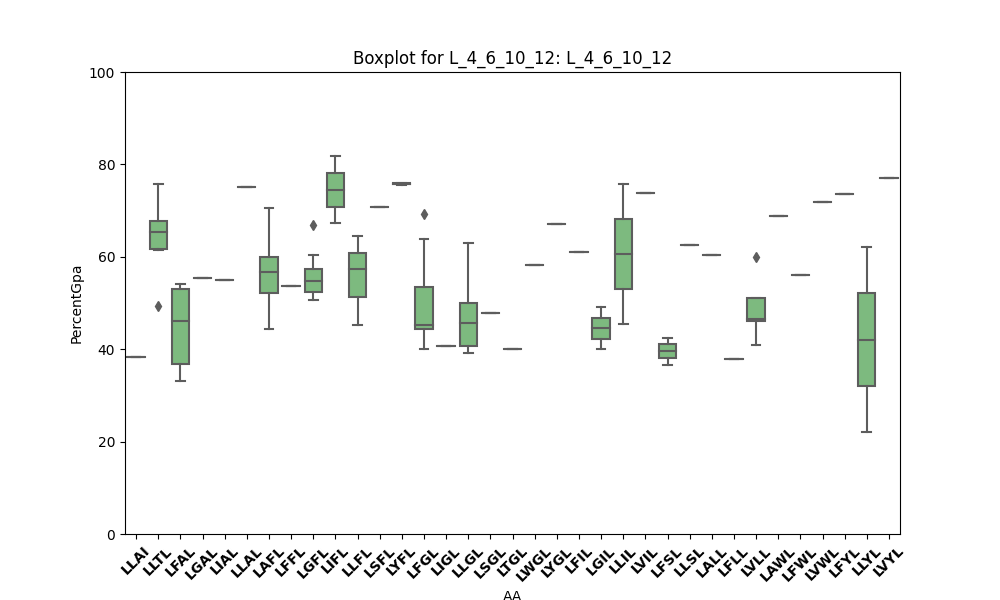 Boxplot for L_4_6_10_12: L_4_6_10_12
100
80
60
40
20
0
PercentGpa
LLAI LLTL LFAL LGAL LIAL LLAL LAFL LFFL LGFL LIFL LLFL LSFL LYFL LFGL LIGL LLGL LSGL LTGL LWGL LYGL LFIL LGIL LLIL LVIL LFSL LLSL LALL LFLL LVLL LAWL LFWL LVWL LFYL LLYL LVYL
AA